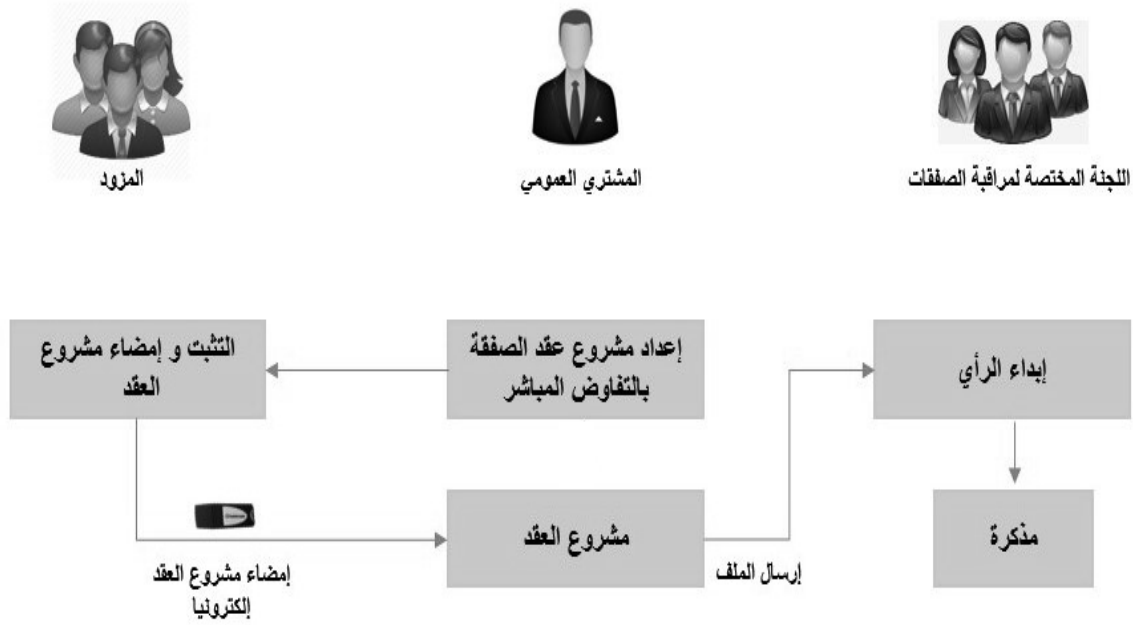 اللجنة المختصة لمراقبة الصفقات
المشتري العمومي
المزود
إبداء الرأي
إعداد مشروع عقد الصفقة
بالتفاوض المباشر
التثبت و إمضاء مشروع
العقد
مذكرة
إرسال الملف
مشروع العقد
إمضاء مشروع العقد
إلكترونيا